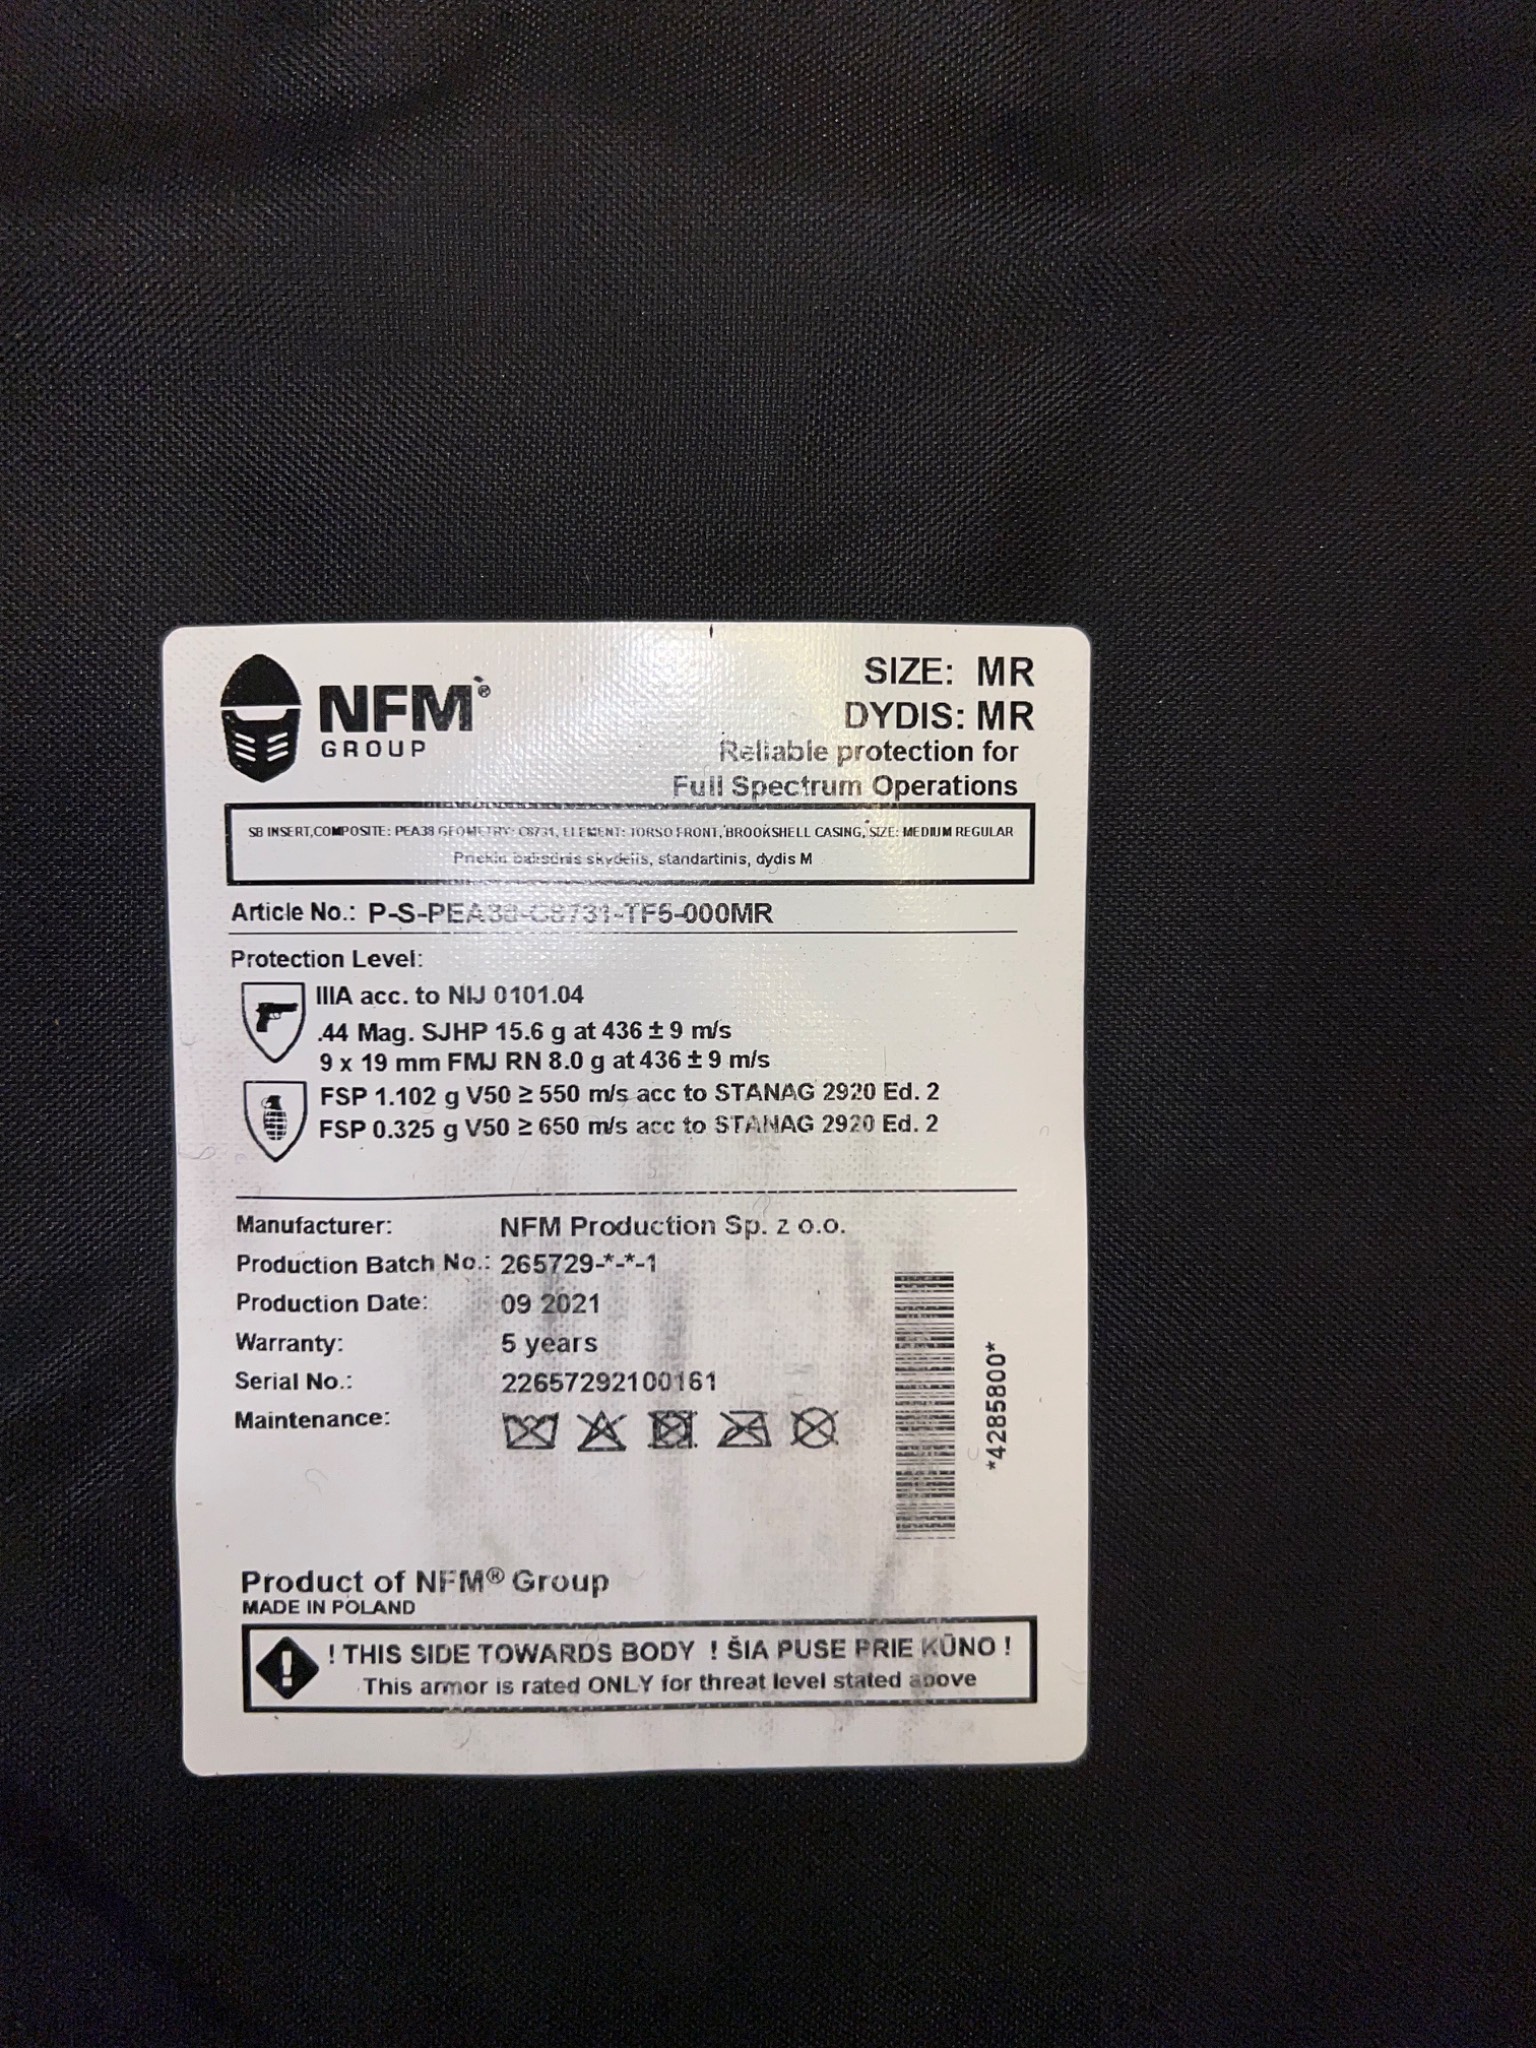 NFM®
GROUP
SIZE: MR
DYDIS: MR
Reliable protection for
Full Spectrum Operations
SB INSERT,COMPOSITE: PEA38 GEOMETRY: C8731, ELEMENT: TORSO FRONT, BROOKSHELL CASING, SIZE: MEDIUM REGULAR
skydelis, standartinis, dydis M
Article No.: P-S-PEA38-C8731-TF5-000MR
Protection Level:
IIIA acc. to NIJ 0101.04
.44 Mag. SJHP 15.6 g at 436 ± 9 m/s
9 x 19 mm FMJ RN 8.0 g at 436 ± 9 m/s
FSP 1.102 g V50 ≥ 550 m/s acc to STANAG 2920 Ed. 2
FSP 0.325 g V50 ≥ 650 m/s acc to STANAG 2920 Ed. 2
Manufacturer: NFM Production Sp. z o.o.
Production Batch No.: 265729-*-*-1
Production Date: 09 2021
Warranty: 5 years
Serial No.: 22657292100161
Maintenance:
*4285800*
Product of NFM® Group
MADE IN POLAND
! THIS SIDE TOWARDS BODY ! ŠIA PUSE PRIE KŪNO !
This armor is rated ONLY for threat level stated above